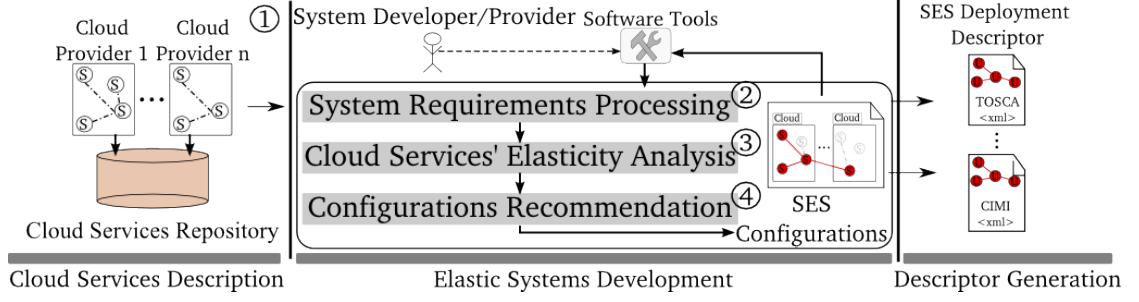 Cloud Provider 1
Cloud Provider n
①
S
S
S
S
...
S
S
S
Cloud Services Repository
Cloud Services Description
System Developer/Provider
Software Tools
System Requirements Processing
②
Cloud Services' Elasticity Analysis
③
Configurations Recommendation
④
Cloud
Cloud
...
S
S
S
S
S
S
S
SES
Configurations
Elastic Systems Development
SES Deployment
Descriptor
U
U
U
U
TOSCA
<xml>
...
U
U
U
U
CIMI
<xml>
Descriptor Generation